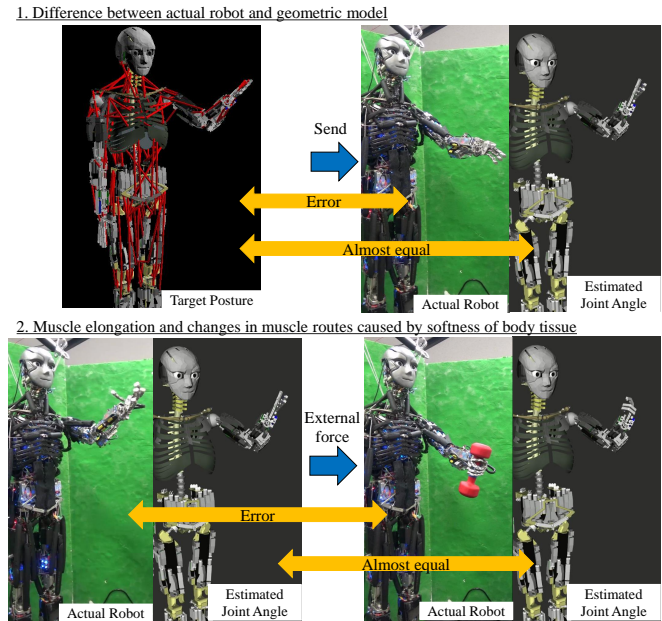 1. Difference between actual robot and geometric model
Send
Error
Almost equal
Target Posture
Actual Robot
Estimated
Joint Angle
2. Muscle elongation and changes in muscle routes caused by softness of body tissue
External
force
Error
Almost equal
Actual Robot
Estimated
Joint Angle
Actual Robot
Estimated
Joint Angle